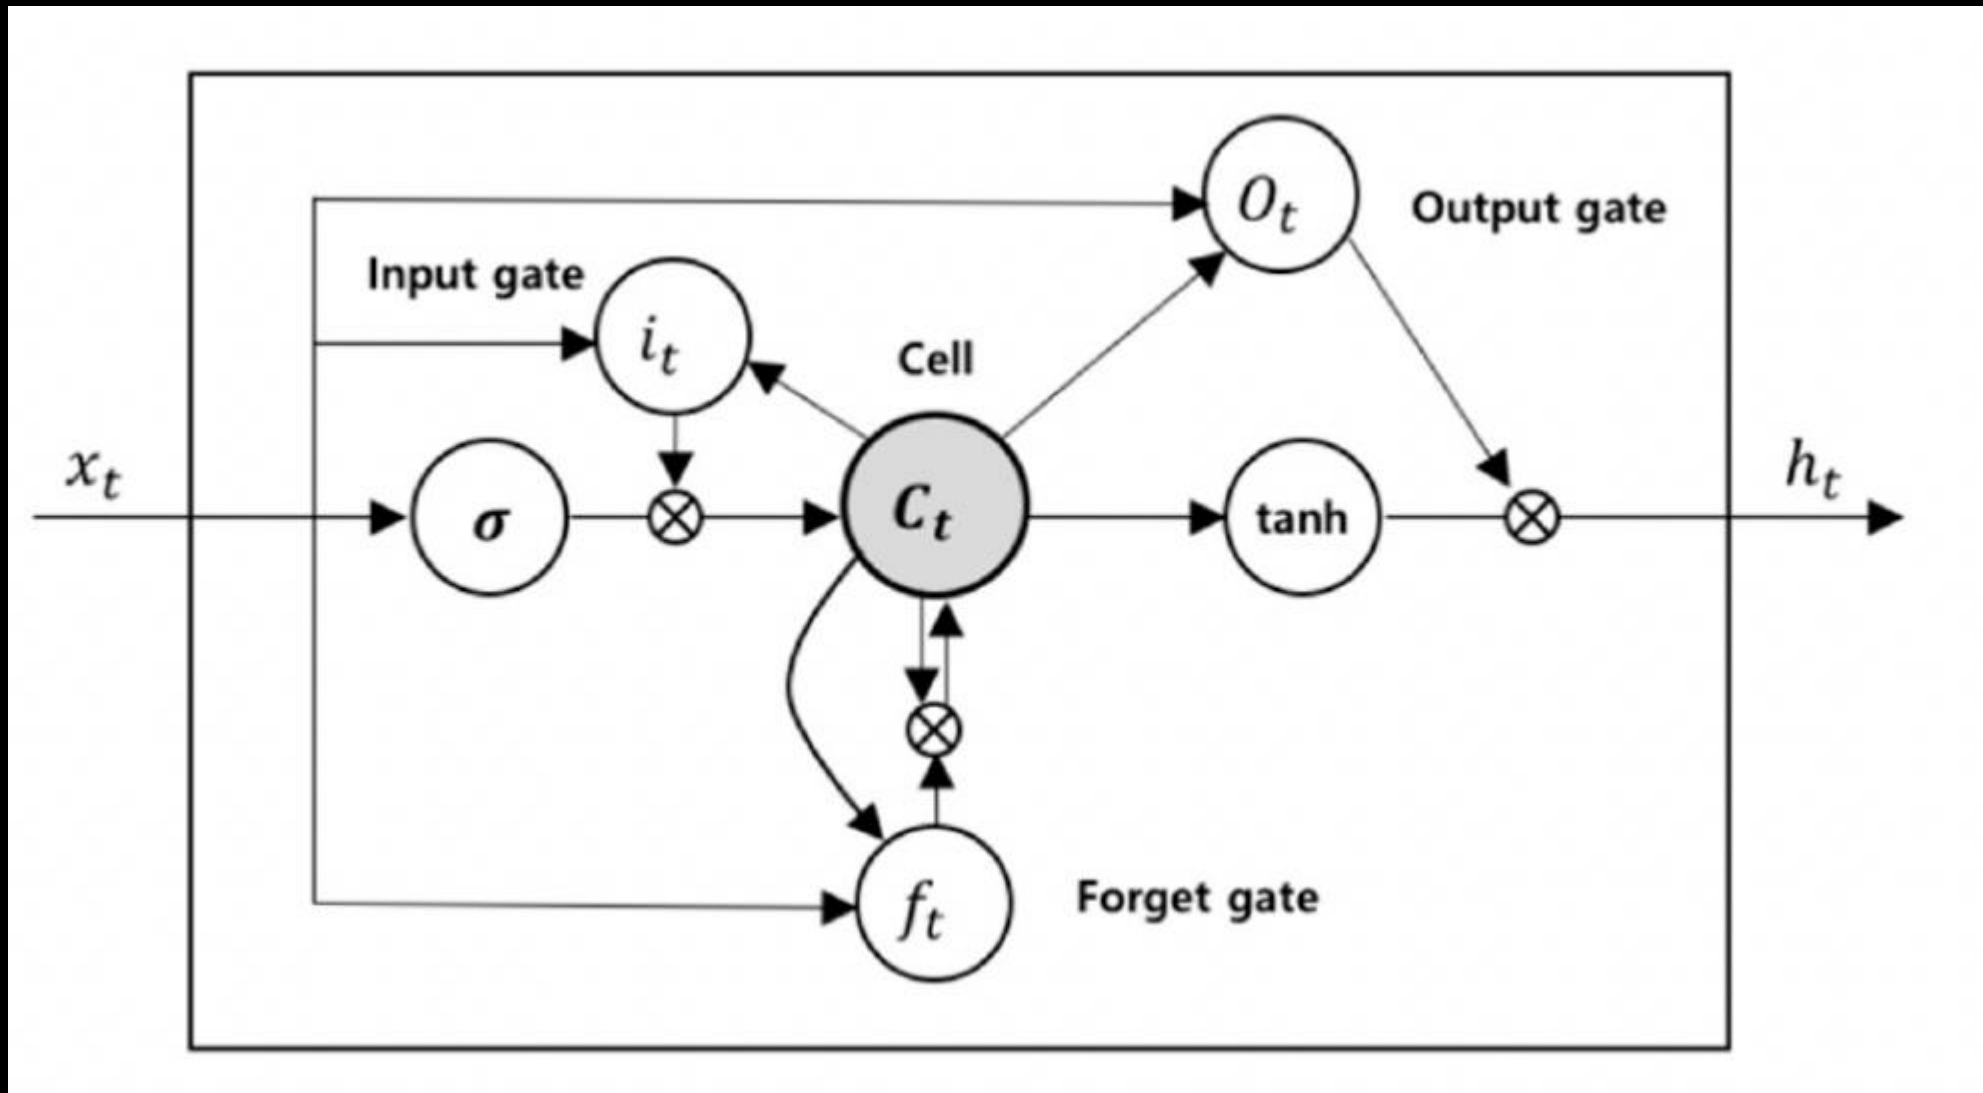 O_t
Output gate
Input gate
i_t
Cell
x_t
σ
C_t
tanh
h_t
f_t
Forget gate